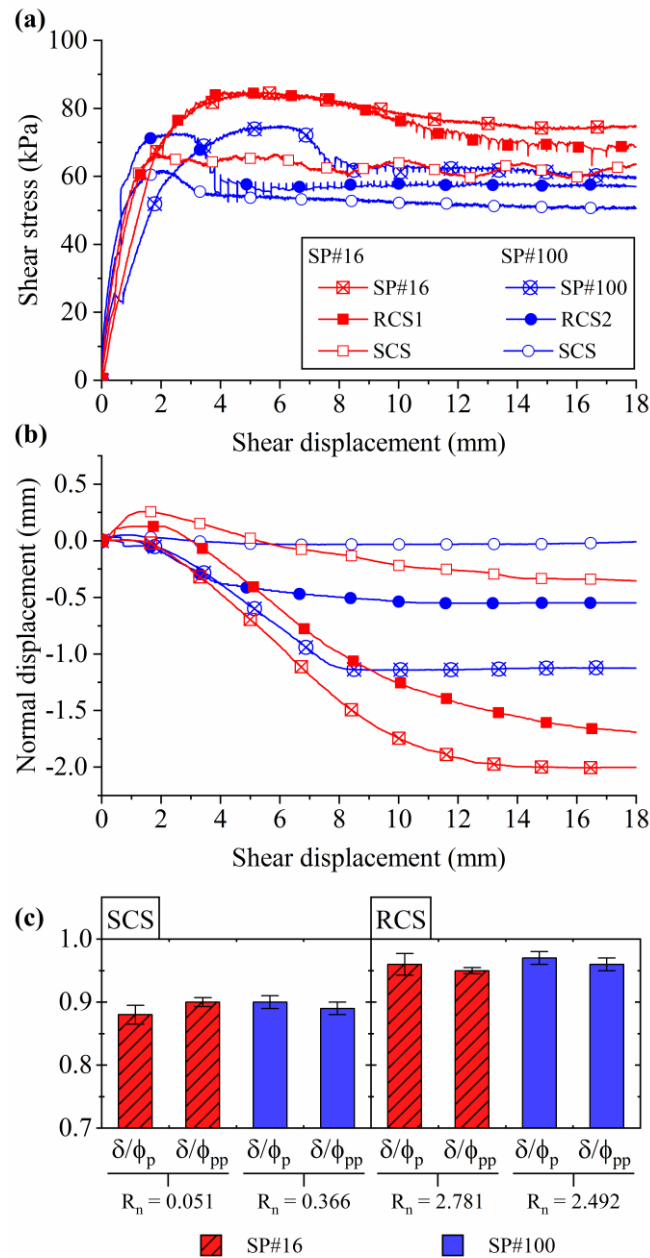 (a)
100
80
60
40
20
0
Shear stress (kPa)
SP#16 SP#100
SP#16 SP#100
RCS1 RCS2
SCS SCS
0 2 4 6 8 10 12 14 16 18
Shear displacement (mm)
(b)
0.5
0.0
-0.5
-1.0
-1.5
-2.0
Normal displacement (mm)
0 2 4 6 8 10 12 14 16 18
Shear displacement (mm)
(c)
SCS RCS
1.0
0.9
0.8
0.7
δ/ϕp δ/ϕpp δ/ϕp δ/ϕpp δ/ϕp δ/ϕpp δ/ϕp δ/ϕpp
Rn = 0.051 Rn = 0.366 Rn = 2.781 Rn = 2.492
SP#16 SP#100